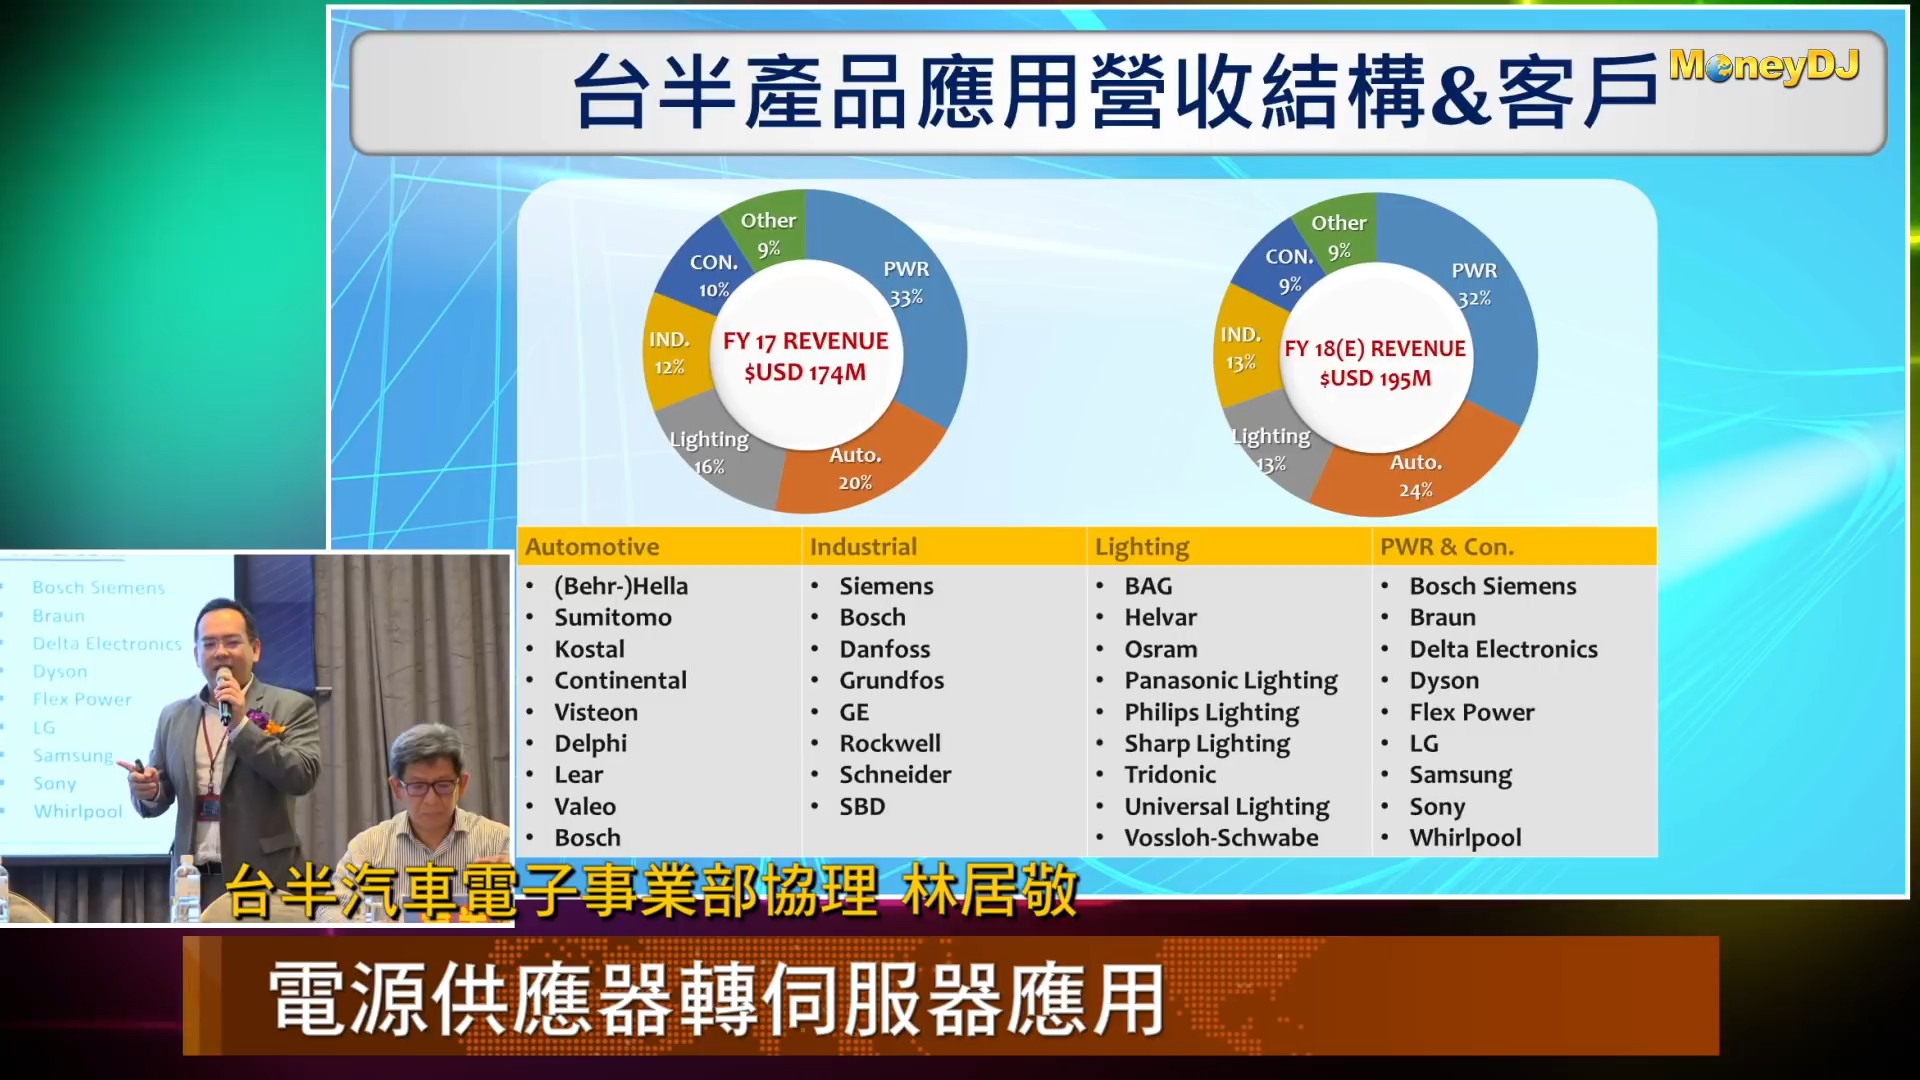 台半產品應用營收結構&客戶
MoneyDJ
Other
9%
PWR
33%
Auto.
20%
Lighting
16%
IND.
12%
CON.
10%
FY 17 REVENUE
$USD 174M
Other
9%
PWR
32%
Auto.
24%
Lighting
13%
IND.
13%
CON.
9%
FY 18(E) REVENUE
$USD 195M
Automotive
• (Behr-)Hella
• Sumitomo
• Kostal
• Continental
• Visteon
• Delphi
• Lear
• Valeo
• Bosch
Industrial
• Siemens
• Bosch
• Danfoss
• Grundfos
• GE
• Rockwell
• Schneider
• SBD
Lighting
• BAG
• Helvar
• Osram
• Panasonic Lighting
• Philips Lighting
• Sharp Lighting
• Tridonic
• Universal Lighting
• Vossloh-Schwabe
PWR & Con.
• Bosch Siemens
• Braun
• Delta Electronics
• Dyson
• Flex Power
• LG
• Samsung
• Sony
• Whirlpool
Bosch Siemens
Braun
Delta Electronics
Dyson
Flex Power
LG
Samsung
Sony
Whirlpool
台半汽車電子事業部協理 林居敬
電源供應器轉伺服器應用